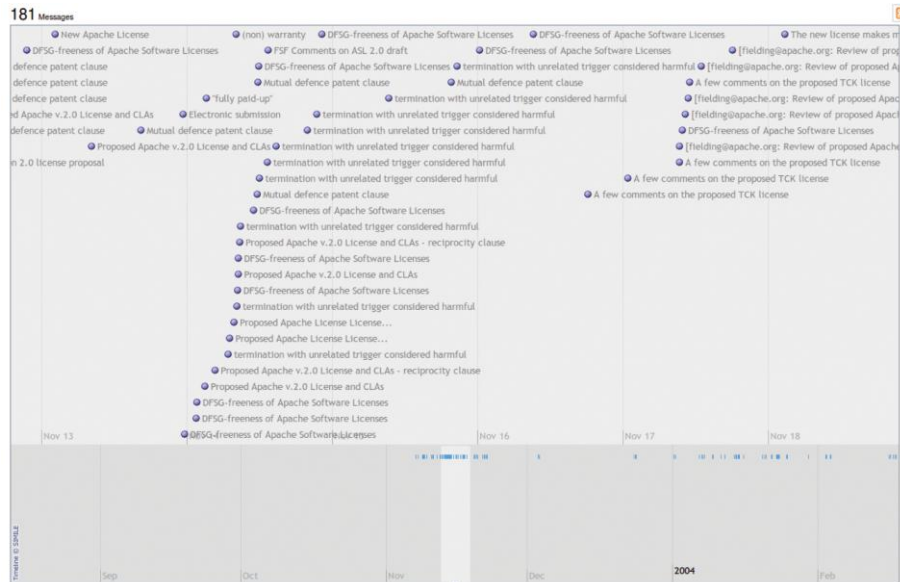 181 Messages
New Apache License (non) warranty DFSG-freeness of Apache Software Licenses DFSG-freeness of Apache Software Licenses The new license makes m
DFSG-freeness of Apache Software Licenses FSF Comments on ASL 2.0 draft DFSG-freeness of Apache Software Licenses [fielding@apache.org: Review of prop
defence patent clause DFSG-freeness of Apache Software Licenses termination with unrelated trigger considered harmful [fielding@apache.org: Review of proposed A
defence patent clause Mutual defence patent clause Mutual defence patent clause A few comments on the proposed TCK license
defence patent clause "fully paid-up" termination with unrelated trigger considered harmful [fielding@apache.org: Review of proposed Apac
d Apache v.2.0 License and CLAs Electronic submission termination with unrelated trigger considered harmful [fielding@apache.org: Review of proposed Apac
defence patent clause Mutual defence patent clause termination with unrelated trigger considered harmful DFSG-freeness of Apache Software Licenses
Proposed Apache v.2.0 License and CLAs termination with unrelated trigger considered harmful [fielding@apache.org: Review of proposed Apache
n 2.0 license proposal termination with unrelated trigger considered harmful A few comments on the proposed TCK license
termination with unrelated trigger considered harmful A few comments on the proposed TCK license
Mutual defence patent clause A few comments on the proposed TCK license
DFSG-freeness of Apache Software Licenses
termination with unrelated trigger considered harmful
Proposed Apache v.2.0 License and CLAs - reciprocity clause
DFSG-freeness of Apache Software Licenses
Proposed Apache v.2.0 License and CLAs
DFSG-freeness of Apache Software Licenses
termination with unrelated trigger considered harmful
Proposed Apache License License...
Proposed Apache License License...
termination with unrelated trigger considered harmful
Proposed Apache v.2.0 License and CLAs - reciprocity clause
Proposed Apache v.2.0 License and CLAs
DFSG-freeness of Apache Software Licenses
DFSG-freeness of Apache Software Licenses
DFSG-freeness of Apache Software Licenses
Nov 13 Nov 16 Nov 17 Nov 18
Timeline © SIMILE
Sep Oct Nov Dec 2004 Feb